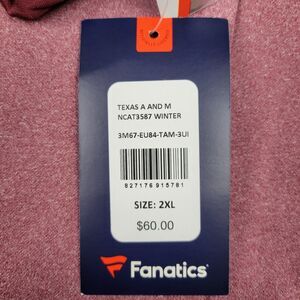 TEXAS A AND M
NCAT3587 WINTER
3M67-EU84-TAM-3UI
827176915781
SIZE: 2XL
$60.00
Fanatics